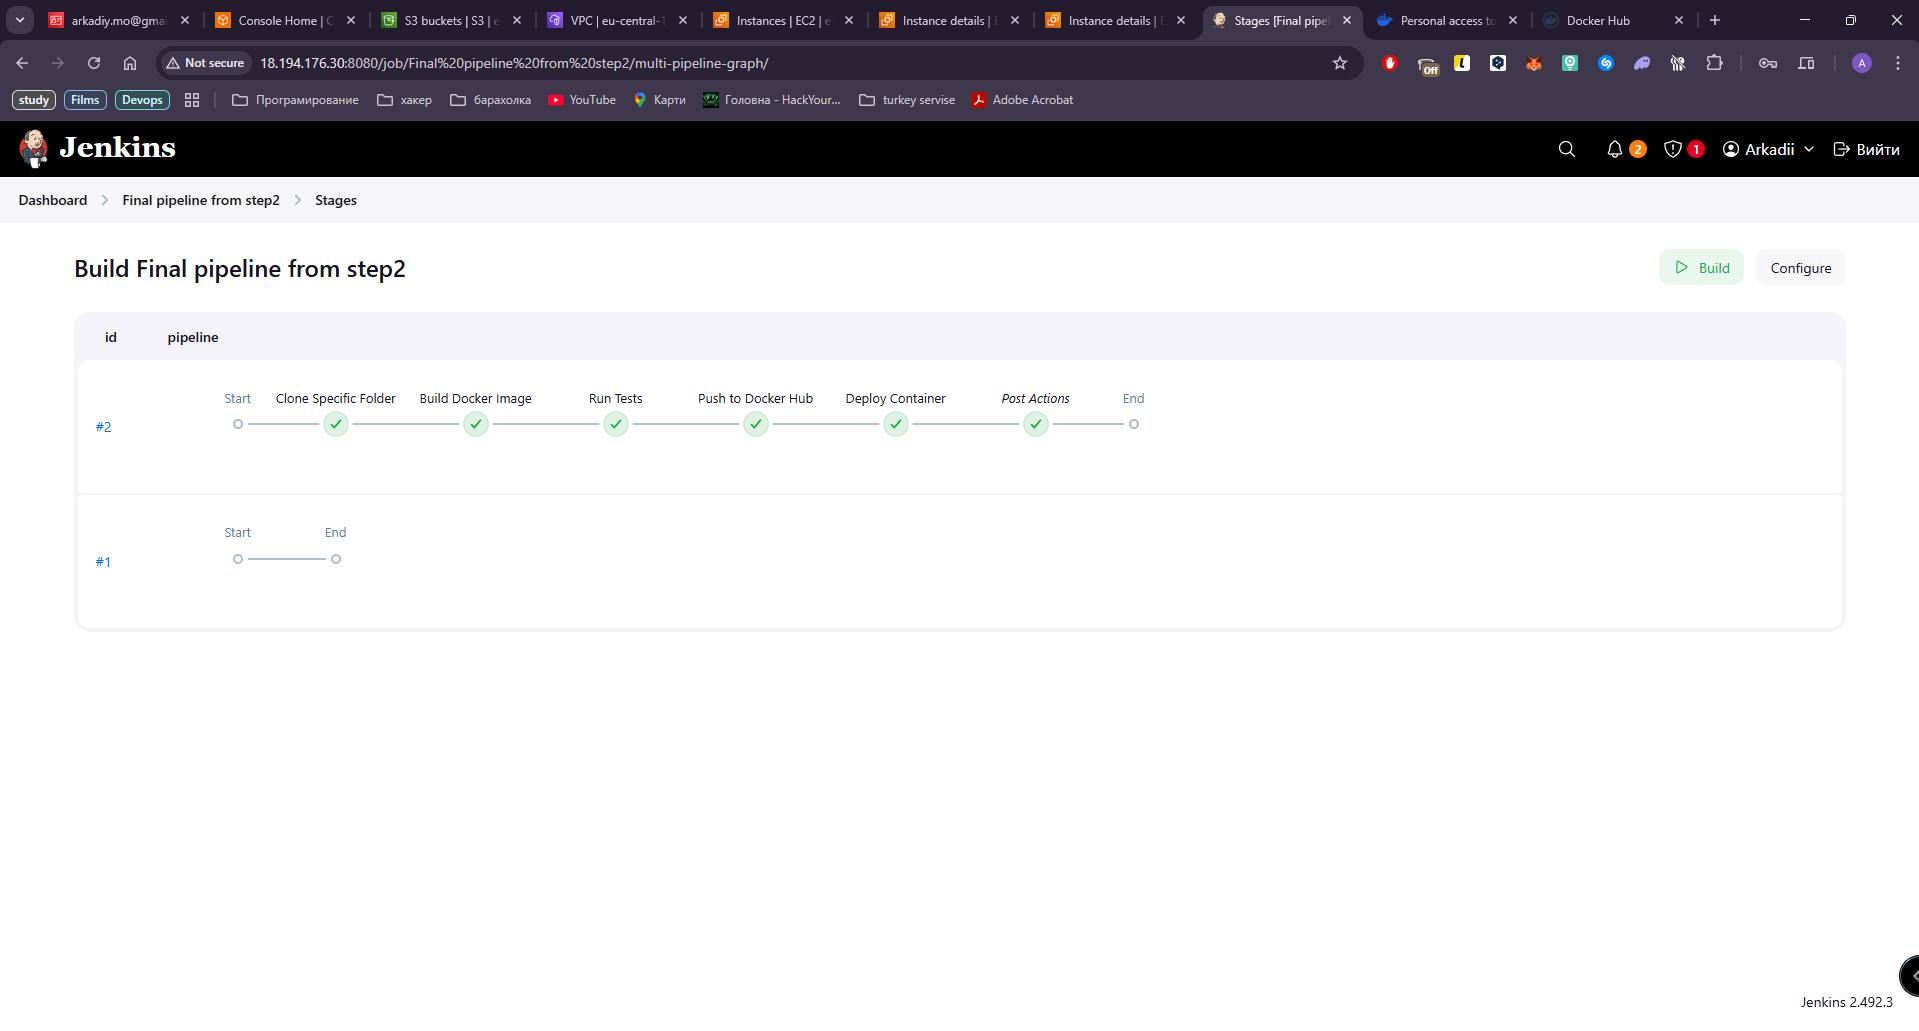 arkadiy.mo@gma
Console Home | C
S3 buckets | S3 | e
VPC | eu-central-1
Instances | EC2 | e
Instance details | E
Instance details | E
Stages [Final pipel
Personal access to
Docker Hub
Not secure
18.194.176.30:8080/job/Final%20pipeline%20from%20step2/multi-pipeline-graph/
Off
A
study
Films
Devops
Програмирование
хакер
барахолка
YouTube
Карти
Головна - HackYour...
turkey servise
Adobe Acrobat
Jenkins
2
1
Arkadii
Вийти
Dashboard
Final pipeline from step2
Stages
Build Final pipeline from step2
Build
Configure
id
pipeline
#2
Start
Clone Specific Folder
Build Docker Image
Run Tests
Push to Docker Hub
Deploy Container
Post Actions
End
#1
Start
End
Jenkins 2.492.3